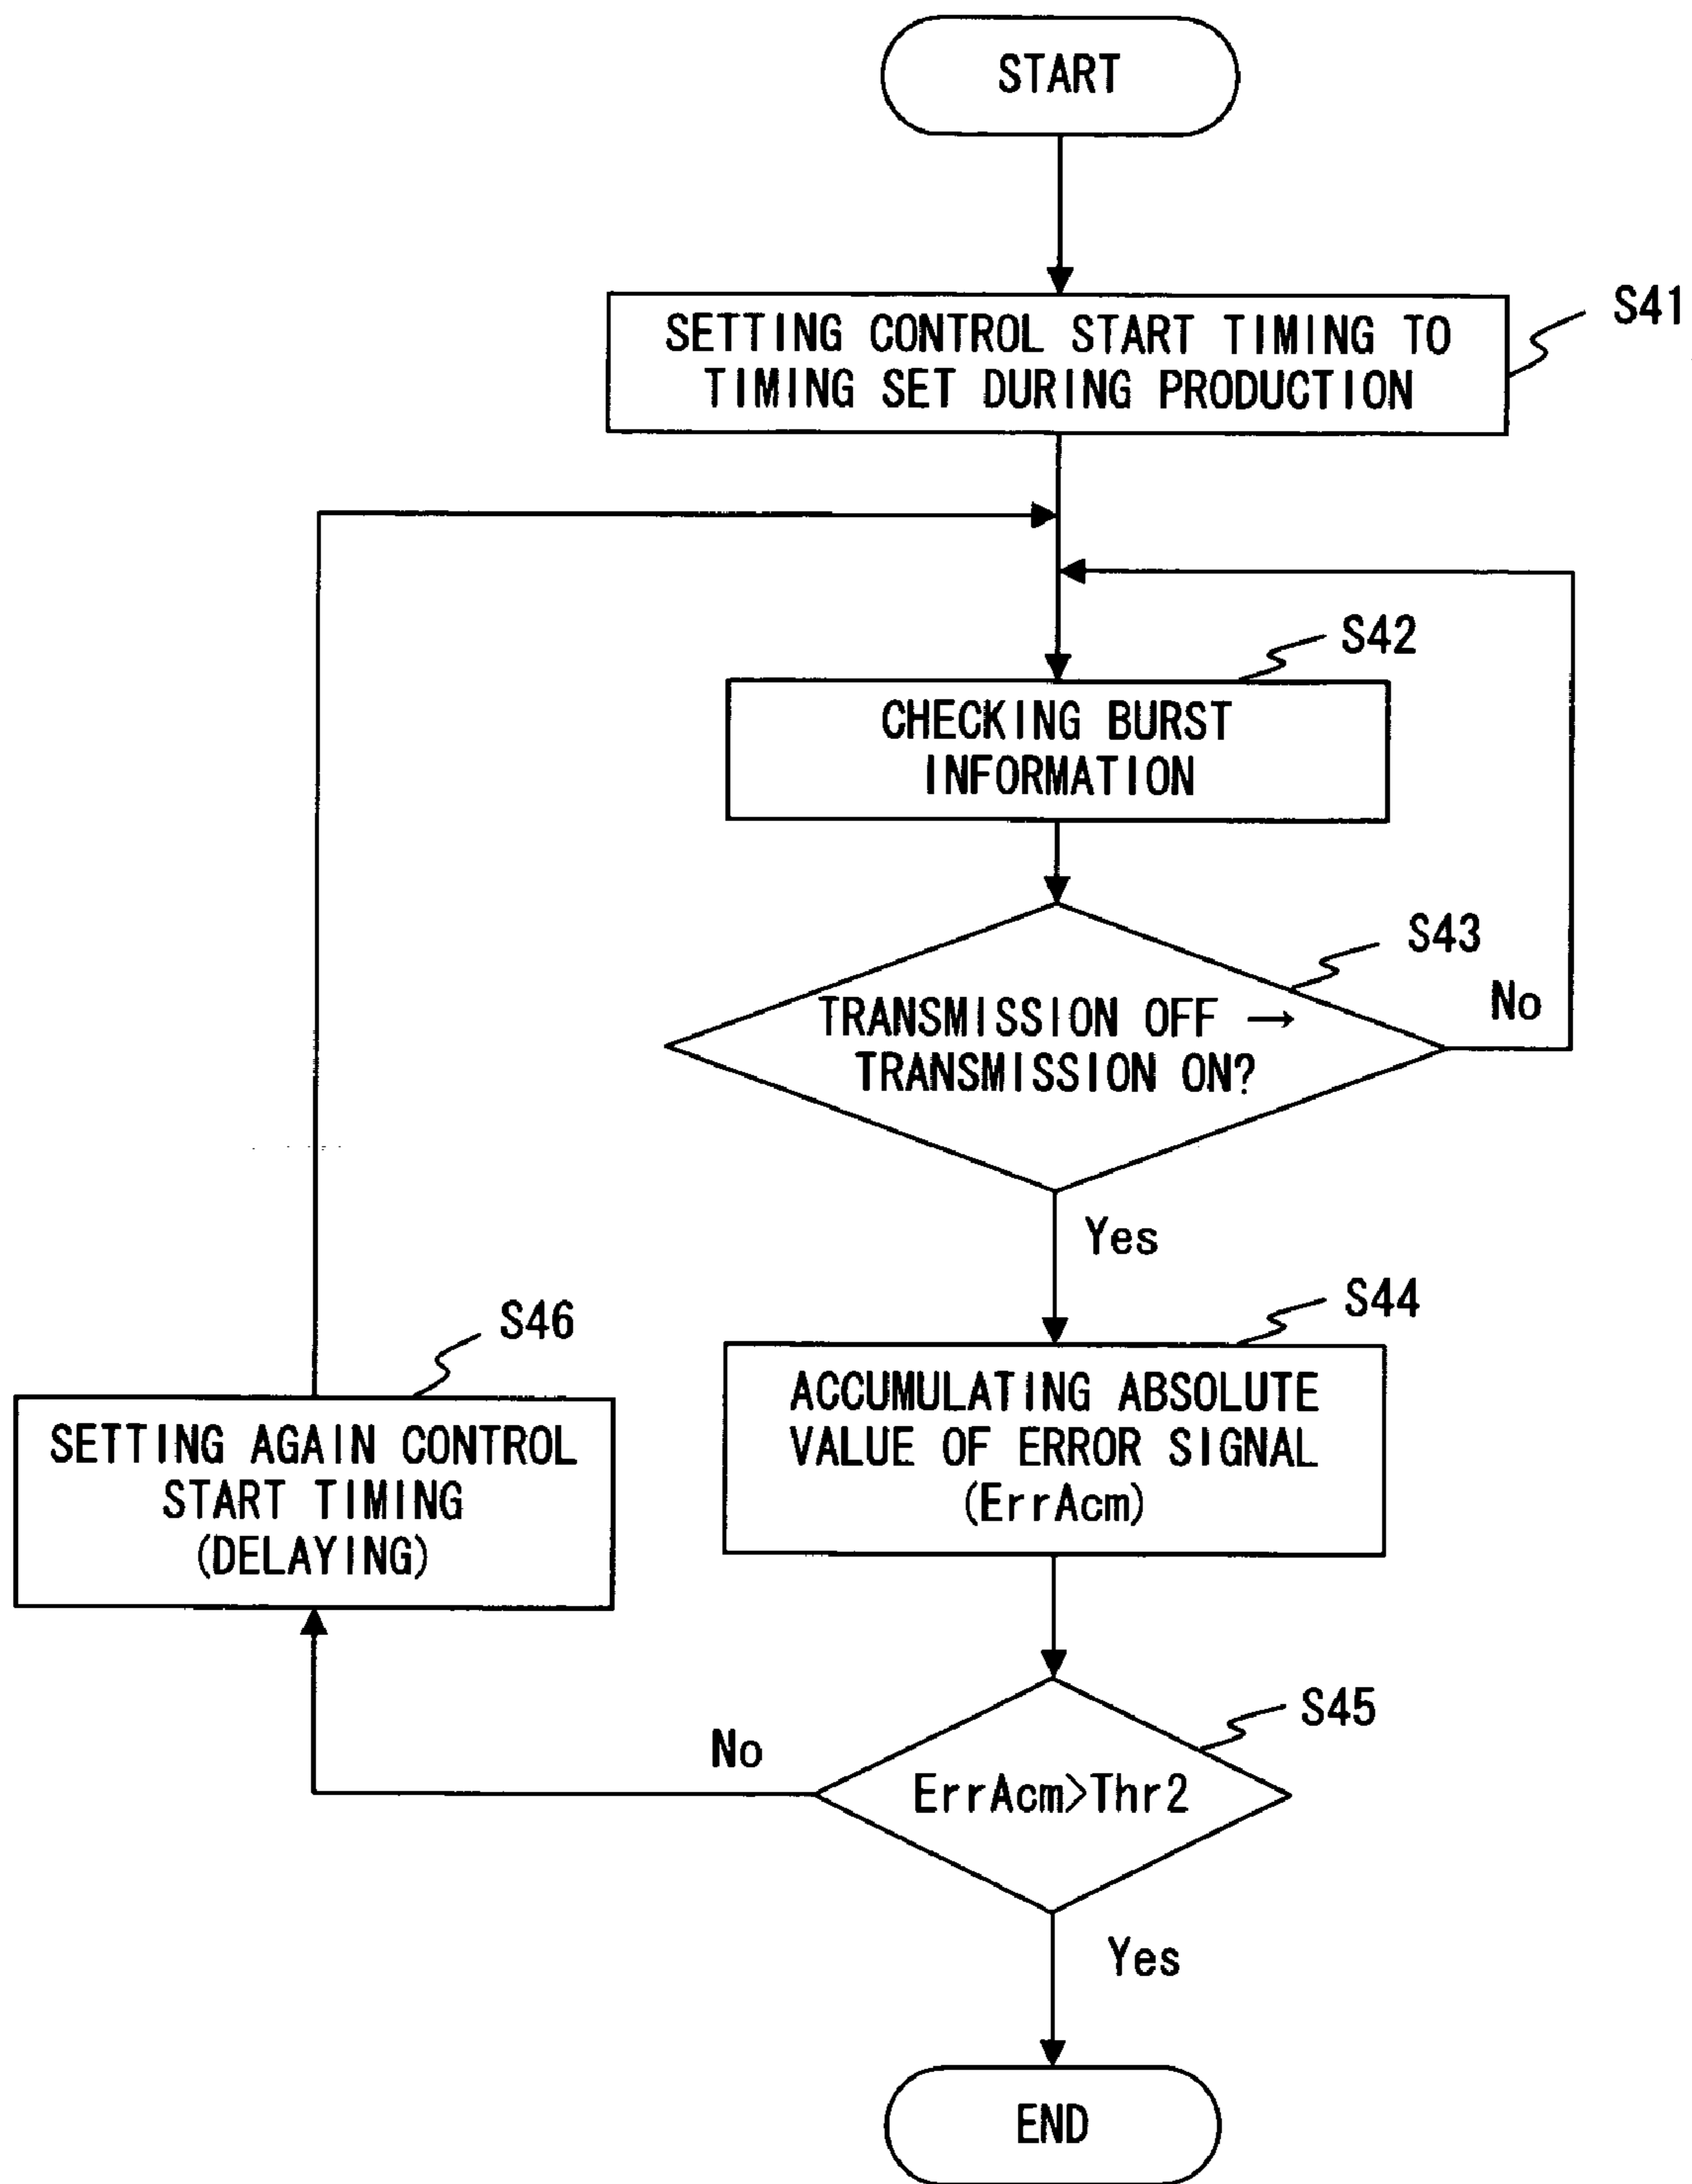 START
SETTING CONTROL START TIMING TO
TIMING SET DURING PRODUCTION
S41
S42
CHECKING BURST
INFORMATION
S43
TRANSMISSION OFF →
TRANSMISSION ON?
No
Yes
S44
ACCUMULATING ABSOLUTE
VALUE OF ERROR SIGNAL
(ErrAcm)
S46
SETTING AGAIN CONTROL
START TIMING
(DELAYING)
S45
ErrAcm>Thr2
No
Yes
END